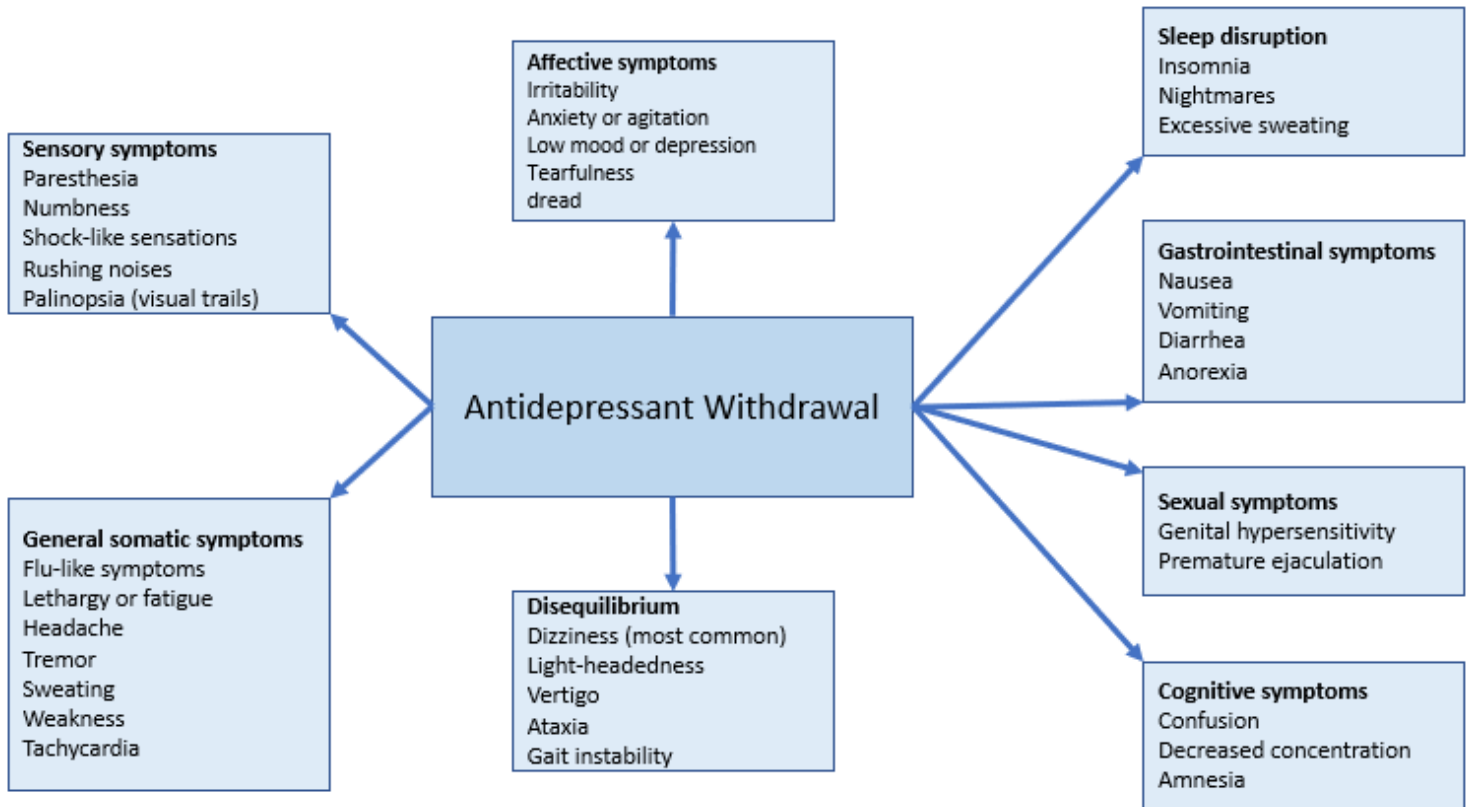 Sensory symptoms
Paresthesia
Numbness
Shock-like sensations
Rushing noises
Palinopsia (visual trails)
Affective symptoms
Irritability
Anxiety or agitation
Low mood or depression
Tearfulness
dread
Sleep disruption
Insomnia
Nightmares
Excessive sweating
Gastrointestinal symptoms
Nausea
Vomiting
Diarrhea
Anorexia
Antidepressant Withdrawal
General somatic symptoms
Flu-like symptoms
Lethargy or fatigue
Headache
Tremor
Sweating
Weakness
Tachycardia
Disequilibrium
Dizziness (most common)
Light-headedness
Vertigo
Ataxia
Gait instability
Sexual symptoms
Genital hypersensitivity
Premature ejaculation
Cognitive symptoms
Confusion
Decreased concentration
Amnesia